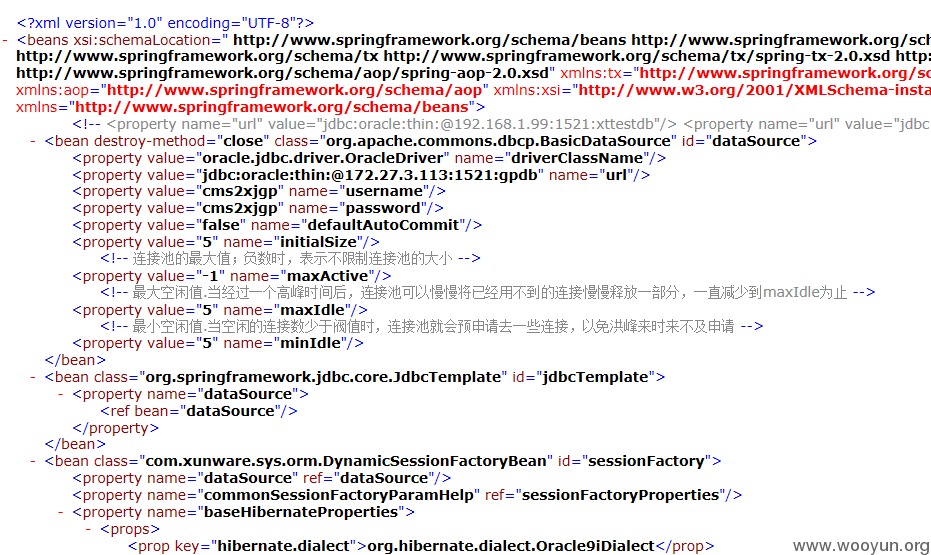 <?xml version="1.0" encoding="UTF-8"?>
- <beans xsi:schemaLocation=" http://www.springframework.org/schema/beans http://www.springframework.org/sch
http://www.springframework.org/schema/tx http://www.springframework.org/schema/tx/spring-tx-2.0.xsd http:
http://www.springframework.org/schema/aop/spring-aop-2.0.xsd" xmlns:tx="http://www.springframework.org/sc
xmlns:aop="http://www.springframework.org/schema/aop" xmlns:xsi="http://www.w3.org/2001/XMLSchema-insta
xmlns="http://www.springframework.org/schema/beans">
<!-- <property name="url" value="jdbc:oracle:thin:@192.168.1.99:1521:xttestdb"/> <property name="url" value="jdbc
- <bean destroy-method="close" class="org.apache.commons.dbcp.BasicDataSource" id="dataSource">
<property value="oracle.jdbc.driver.OracleDriver" name="driverClassName"/>
<property value="jdbc:oracle:thin:@172.27.3.113:1521:gpdb" name="url"/>
<property value="cms2xjgp" name="username"/>
<property value="cms2xjgp" name="password"/>
<property value="false" name="defaultAutoCommit"/>
<property value="5" name="initialSize"/>
<!-- 连接池的最大值；负数时，表示不限制连接池的大小 -->
<property value="-1" name="maxActive"/>
<!-- 最大空闲值.当经过一个高峰时间后，连接池可以慢慢将已经用不到的连接慢慢释放一部分，一直减少到maxIdle为止 -->
<property value="5" name="maxIdle"/>
<!-- 最小空闲值.当空闲的连接数少于阀值时，连接池就会预申请去一些连接，以免洪峰来时来不及申请 -->
<property value="5" name="minIdle"/>
</bean>
- <bean class="org.springframework.jdbc.core.JdbcTemplate" id="jdbcTemplate">
- <property name="dataSource">
<ref bean="dataSource"/>
</property>
</bean>
- <bean class="com.xunware.sys.orm.DynamicSessionFactoryBean" id="sessionFactory">
<property name="dataSource" ref="dataSource"/>
<property name="commonSessionFactoryParamHelp" ref="sessionFactoryProperties"/>
- <property name="baseHibernateProperties">
- <props>
<prop key="hibernate.dialect">org.hibernate.dialect.Oracle9iDialect</prop>
www.wooyun.org